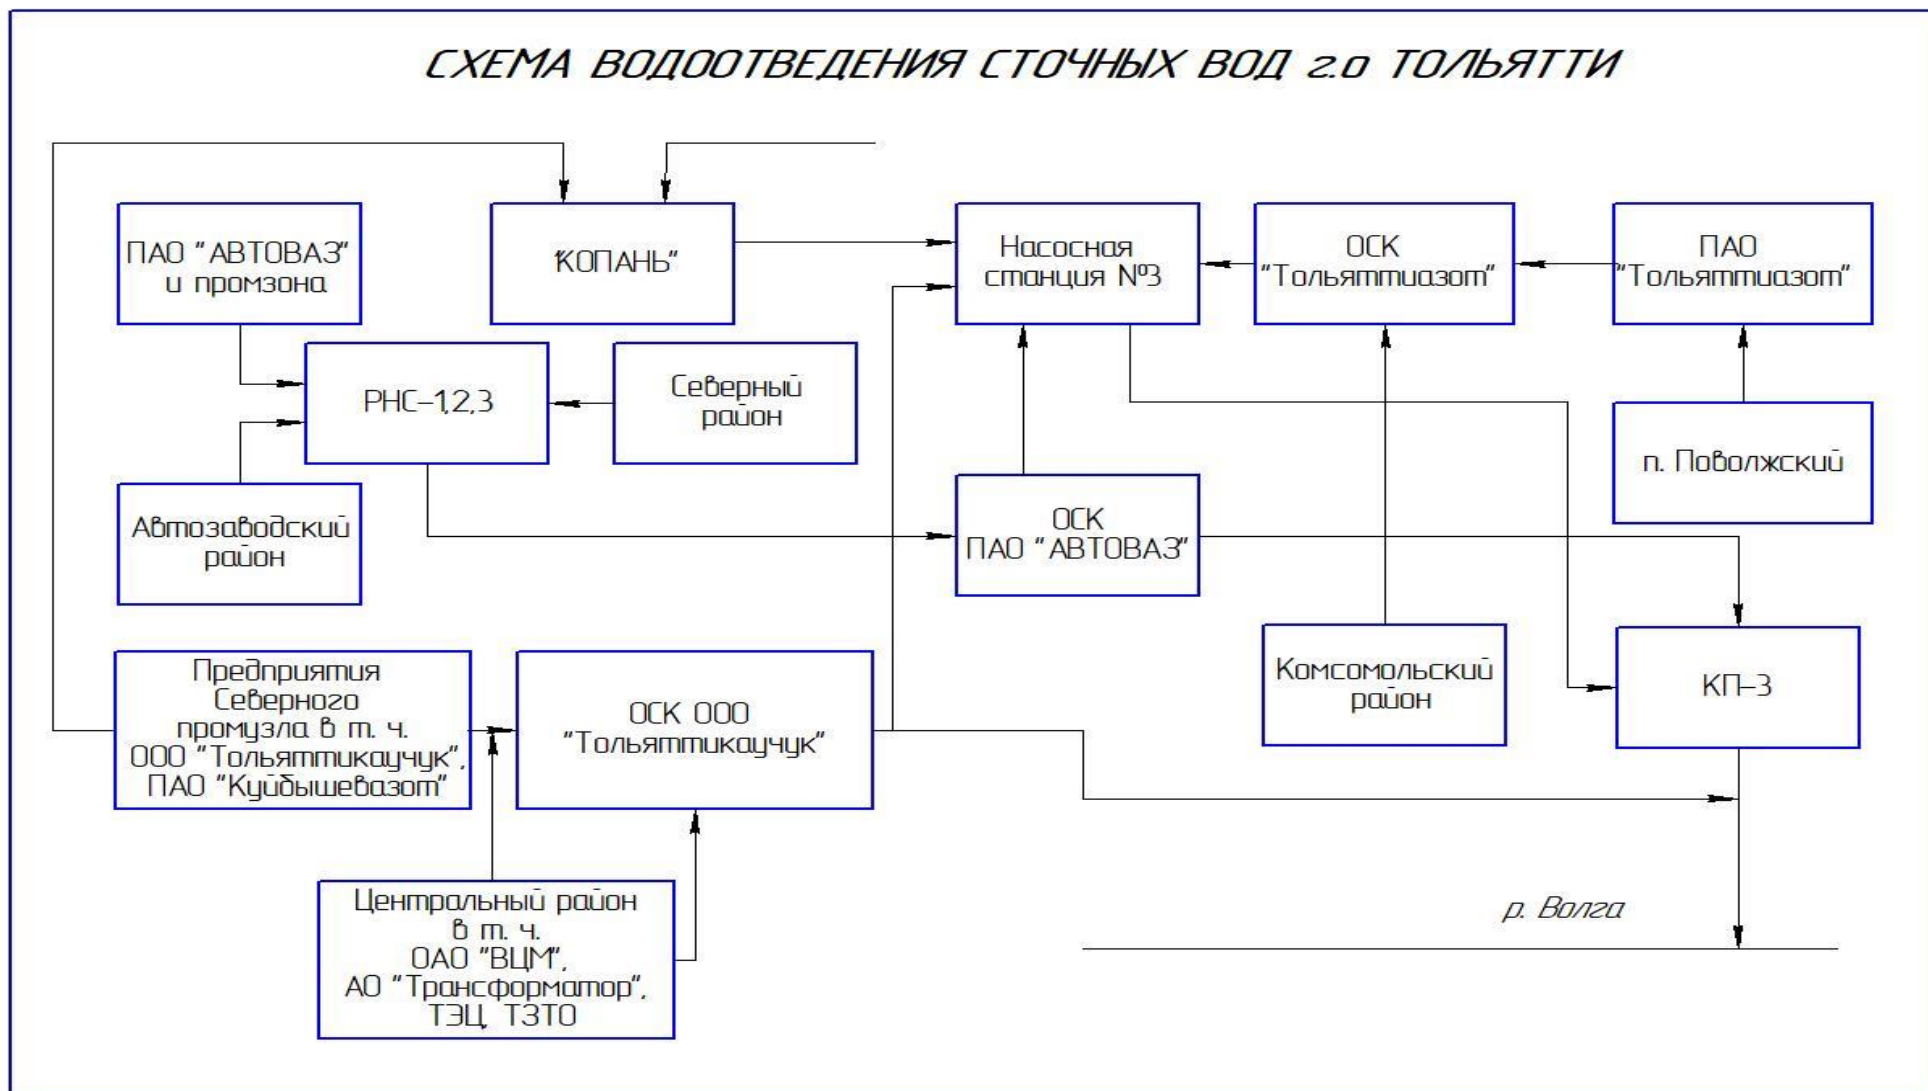 СХЕМА ВОДООТВЕДЕНИЯ СТОЧНЫХ ВОД г.о ТОЛЬЯТТИ
ПАО "АВТОВАЗ"
и промзона
"КОПАНЬ"
Насосная
станция №3
ОСК
"Тольяттиазот"
ПАО
"Тольяттиазот"
РНС-1,2,3
Северный
район
п. Поволжский
Автозаводский
район
ОСК
ПАО "АВТОВАЗ"
Предприятия
Северного
промузла в т. ч.
ООО "Тольяттикаучук",
ПАО "Куйбышевазот"
ОСК ООО
"Тольяттикаучук"
Комсомольский
район
КП-3
Центральный район
в т. ч.
ОАО "ВЦМ",
АО "Трансформатор",
ТЭЦ, ТЗТО
р. Волга